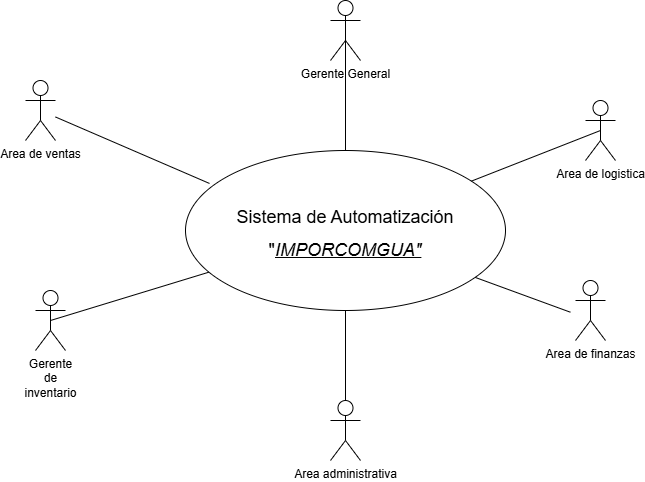 Gerente General
Area de ventas
Area de logistica
Sistema de Automatización
"IMPORCOMGUA"
Gerente
de
inventario
Area de finanzas
Area administrativa